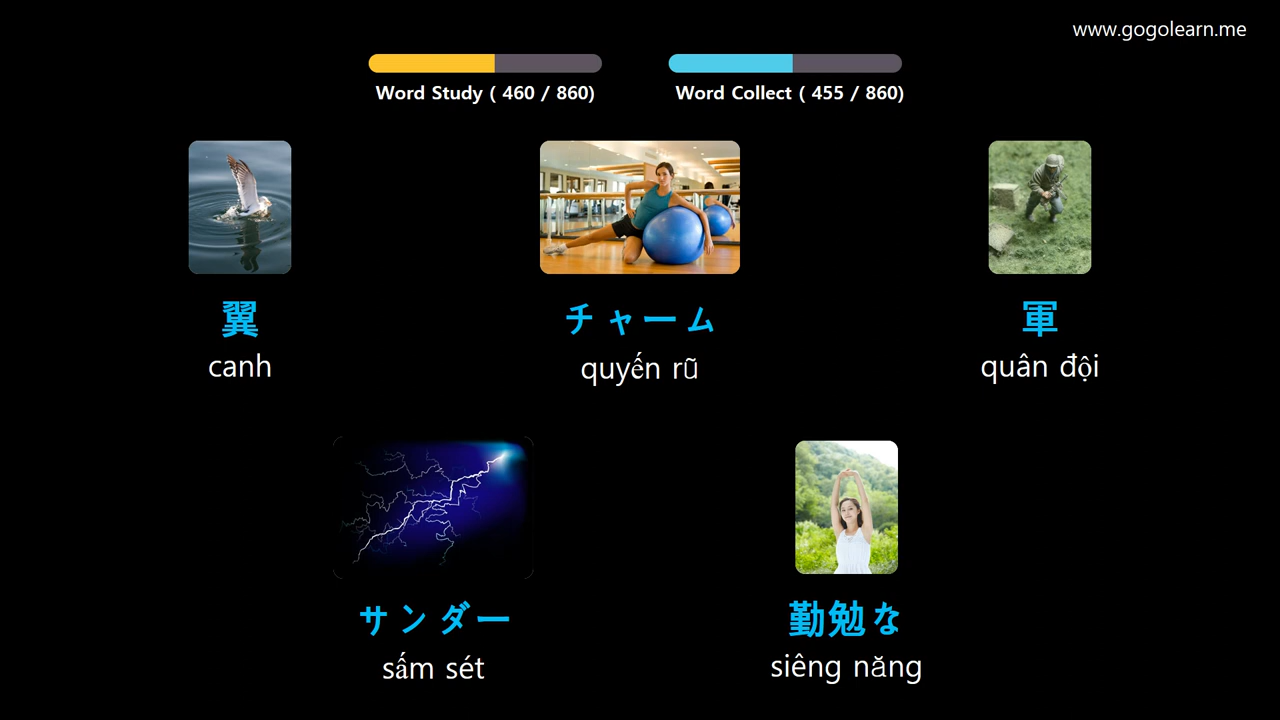 www.gogolearn.me
Word Study ( 460 / 860)
Word Collect ( 455 / 860)
翼
canh
チャーム
quyến rũ
軍
quân đội
サンダー
sấm sét
勤勉な
siêng năng